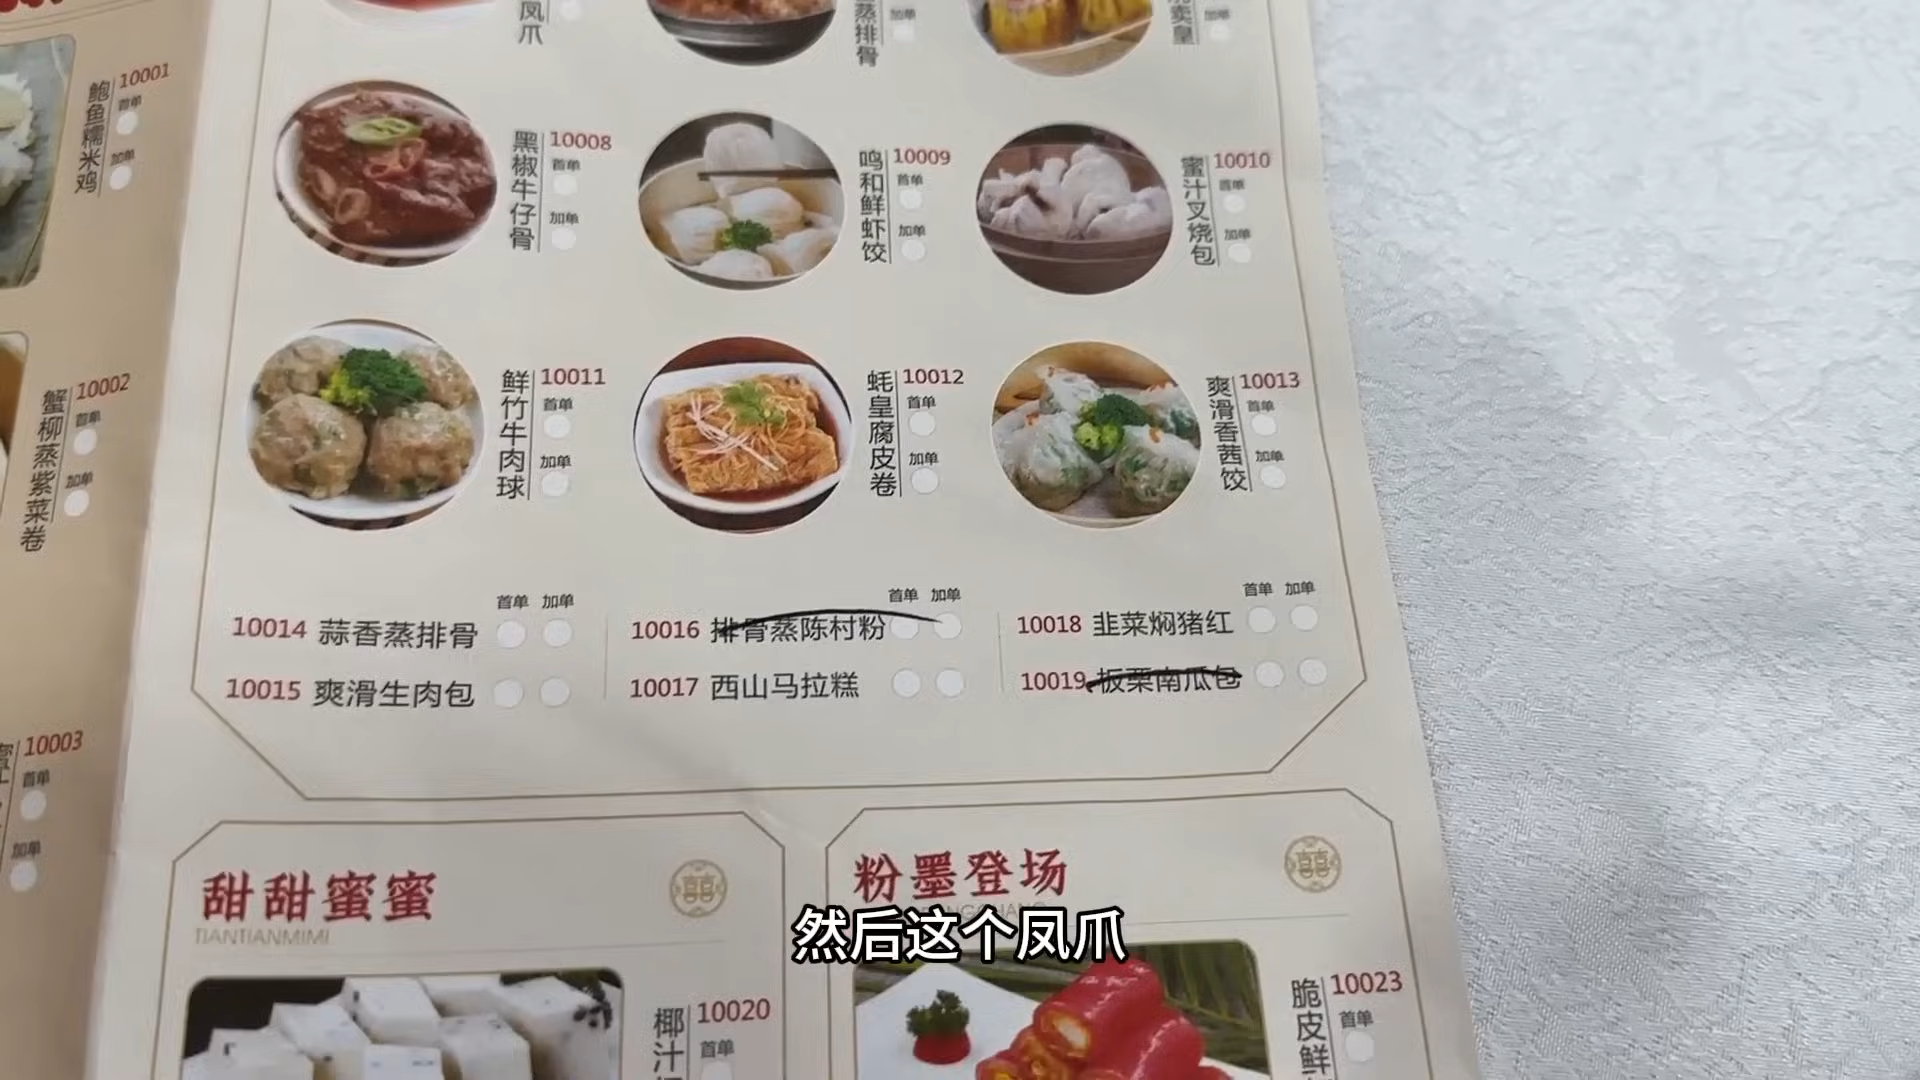 凤爪
蒸排骨
加单
卖皇
加单
鲍鱼糯米鸡
10001
首单
加单
黑椒牛仔骨
10008
首单
加单
鸣和鲜虾饺
10009
首单
加单
蜜汁叉烧包
10010
首单
加单
蟹柳蒸紫菜卷
10002
首单
加单
鲜竹牛肉球
10011
首单
加单
蚝皇腐皮卷
10012
首单
加单
爽滑香茜饺
10013
首单
加单
首单 加单
10014 蒜香蒸排骨
10015 爽滑生肉包
首单 加单
10016 排骨蒸陈村粉
10017 西山马拉糕
首单 加单
10018 韭菜焖猪红
10019 板栗南瓜包
10003
首单
加单
甜甜蜜蜜
TIANTIANMIMI
粉墨登场
然后这个凤爪
椰汁
10020
首单
脆皮鲜
10023
首单